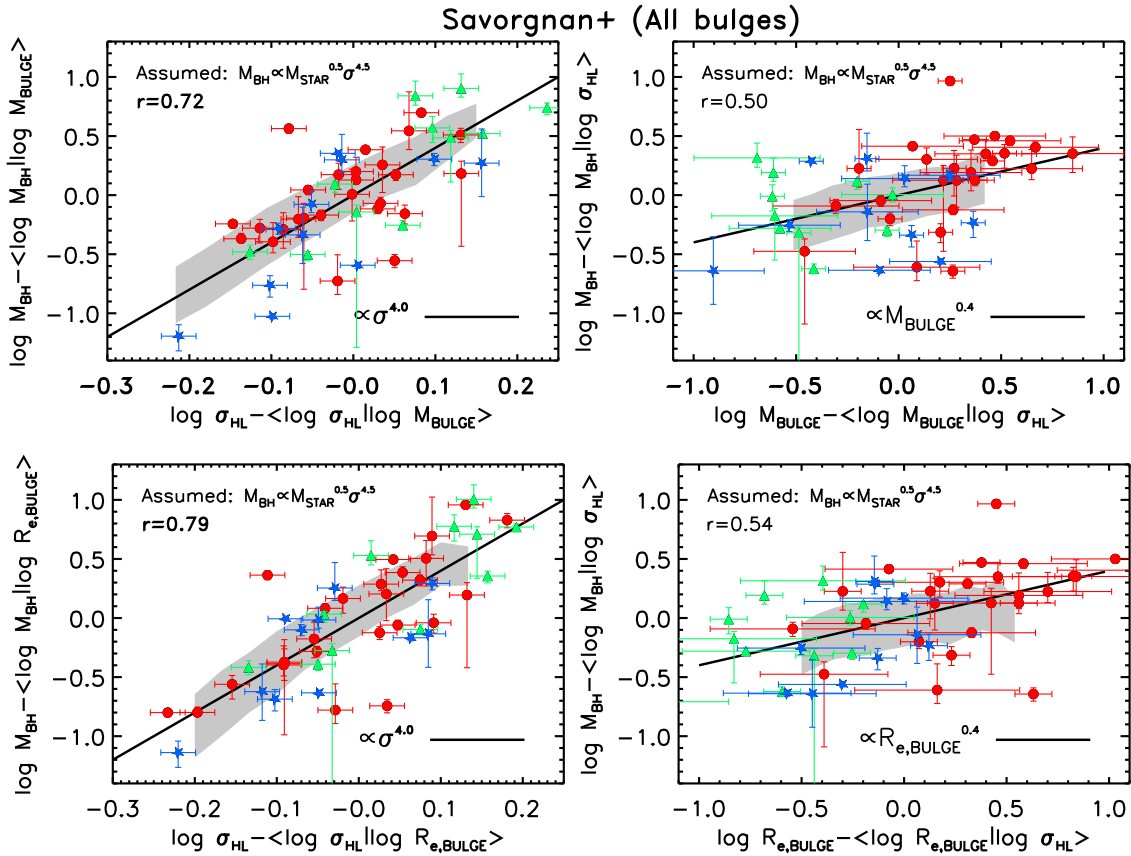 Savorgnan+ (All bulges)
log M_BH−<log M_BH|log M_BULGE>
1.0
0.5
0.0
−0.5
−1.0
Assumed: M_BH∝M_STAR^0.5σ^4.5
r=0.72
∝σ^4.0
−0.3 −0.2 −0.1 −0.0 0.1 0.2
log σ_HL−<log σ_HL|log M_BULGE>
log M_BH−<log M_BH|log σ_HL>
1.0
0.5
0.0
−0.5
−1.0
Assumed: M_BH∝M_STAR^0.5σ^4.5
r=0.50
∝M_BULGE^0.4
−1.0 −0.5 0.0 0.5 1.0
log M_BULGE−<log M_BULGE|log σ_HL>
log M_BH−<log M_BH|log R_e,BULGE>
1.0
0.5
0.0
−0.5
−1.0
Assumed: M_BH∝M_STAR^0.5σ^4.5
r=0.79
∝σ^4.0
−0.3 −0.2 −0.1 −0.0 0.1 0.2
log σ_HL−<log σ_HL|log R_e,BULGE>
log M_BH−<log M_BH|log σ_HL>
1.0
0.5
0.0
−0.5
−1.0
Assumed: M_BH∝M_STAR^0.5σ^4.5
r=0.54
∝R_e,BULGE^0.4
−1.0 −0.5 0.0 0.5 1.0
log R_e,BULGE−<log R_e,BULGE|log σ_HL>